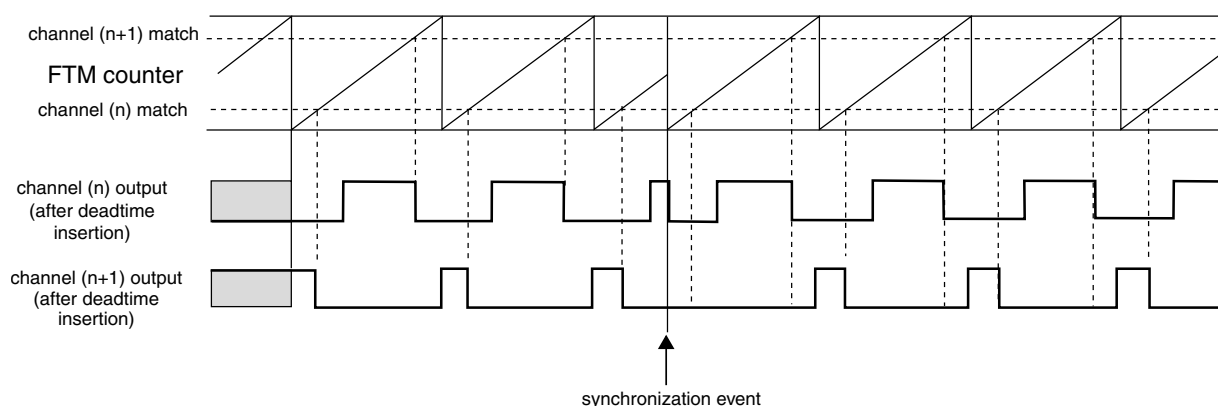 channel (n+1) match
FTM counter
channel (n) match
channel (n) output
(after deadtime
insertion)
channel (n+1) output
(after deadtime
insertion)
synchronization event